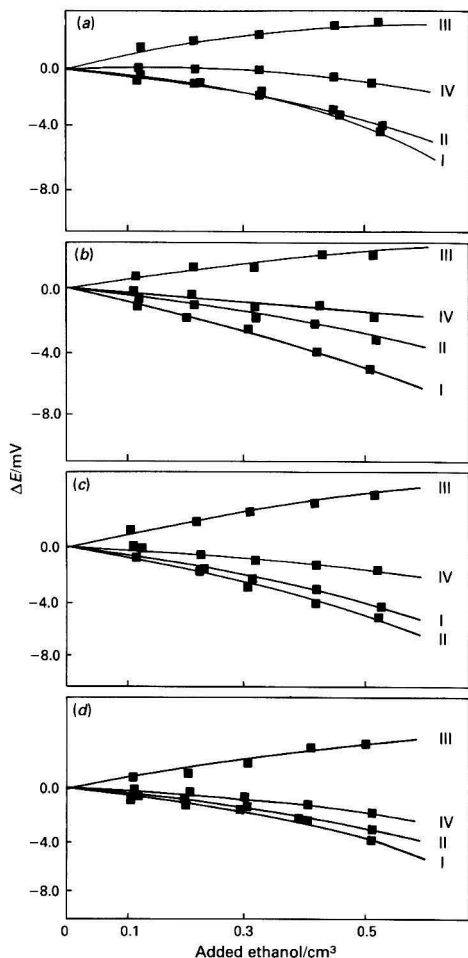 (a)
III
0.0
IV
−4.0
II
I
−8.0
(b)
III
0.0
IV
II
−4.0
I
−8.0
ΔE/mV
(c)
III
0.0
IV
−4.0
I
II
−8.0
(d)
III
0.0
IV
−4.0
II
I
−8.0
0 0.1 0.3 0.5
Added ethanol/cm³